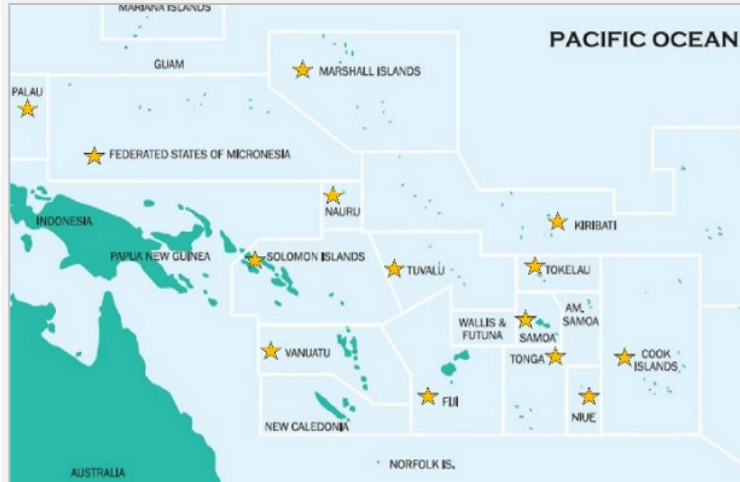 MARIANA ISLANDS
PACIFIC OCEAN
GUAM
MARSHALL ISLANDS
PALAU
FEDERATED STATES OF MICRONESIA
NAURU
INDONESIA
KIRIBATI
PAPUA NEW GUINEA
SOLOMON ISLANDS
TUVALU
TOKELAU
AM.
SAMOA
WALLIS &
FUTUNA
SAMOA
VANUATU
TONGA
COOK
ISLANDS
FIJI
NIUE
NEW CALEDONIA
NORFOLK IS.
AUSTRALIA